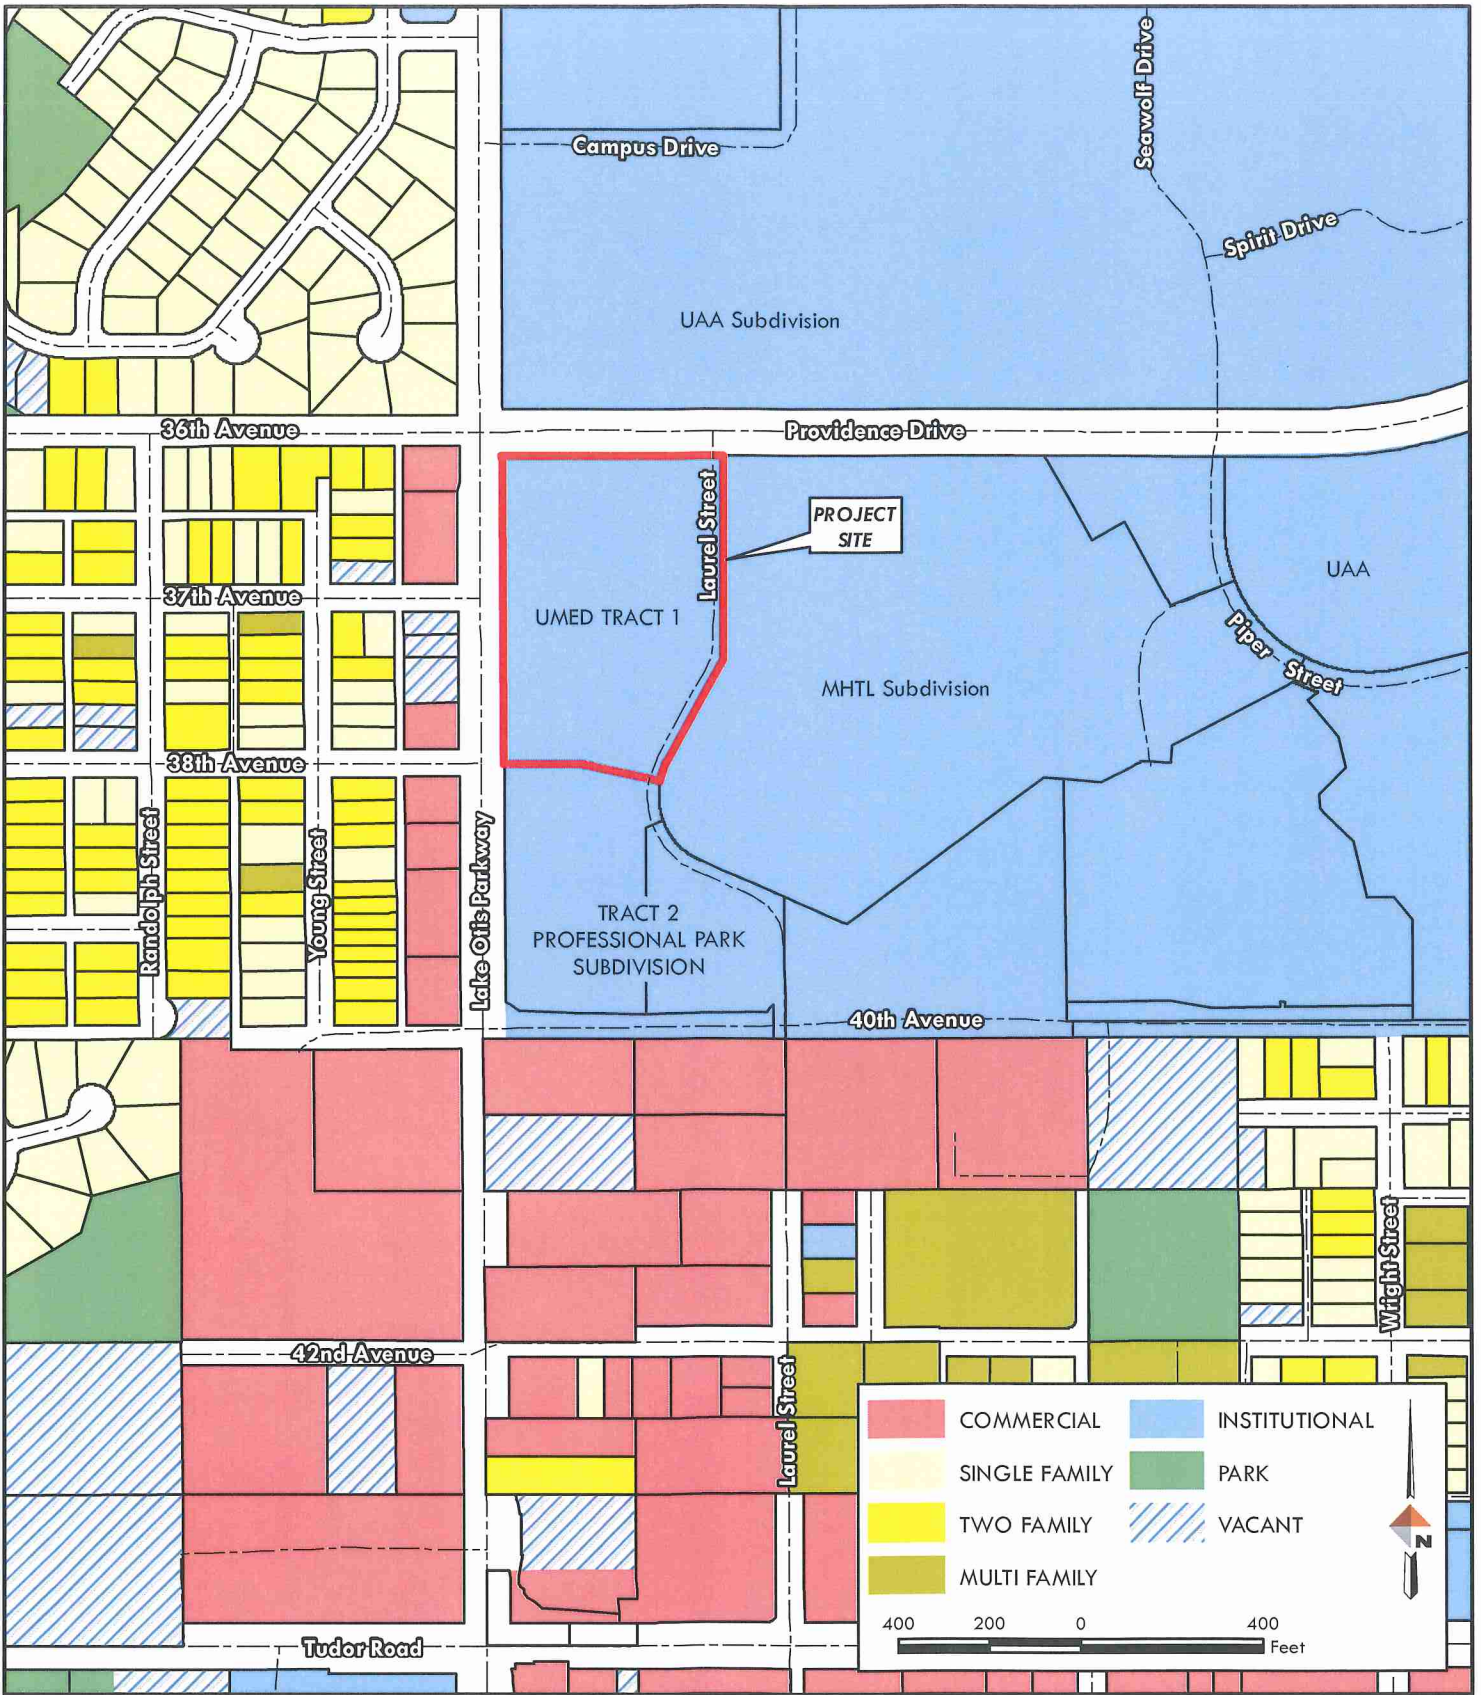 Seawolf Drive
Campus Drive
Spirit Drive
UAA Subdivision
36th Avenue
Providence Drive
Laurel Street
PROJECT
SITE
UAA
37th Avenue
UMED TRACT 1
Piper Street
MHTL Subdivision
38th Avenue
Randolph Street
Young Street
Lake Otis Parkway
TRACT 2
PROFESSIONAL PARK
SUBDIVISION
40th Avenue
Wright Street
42nd Avenue
Laurel Street
COMMERCIAL
INSTITUTIONAL
SINGLE FAMILY
PARK
TWO FAMILY
VACANT
MULTI FAMILY
N
400 200 0 400
Feet
Tudor Road